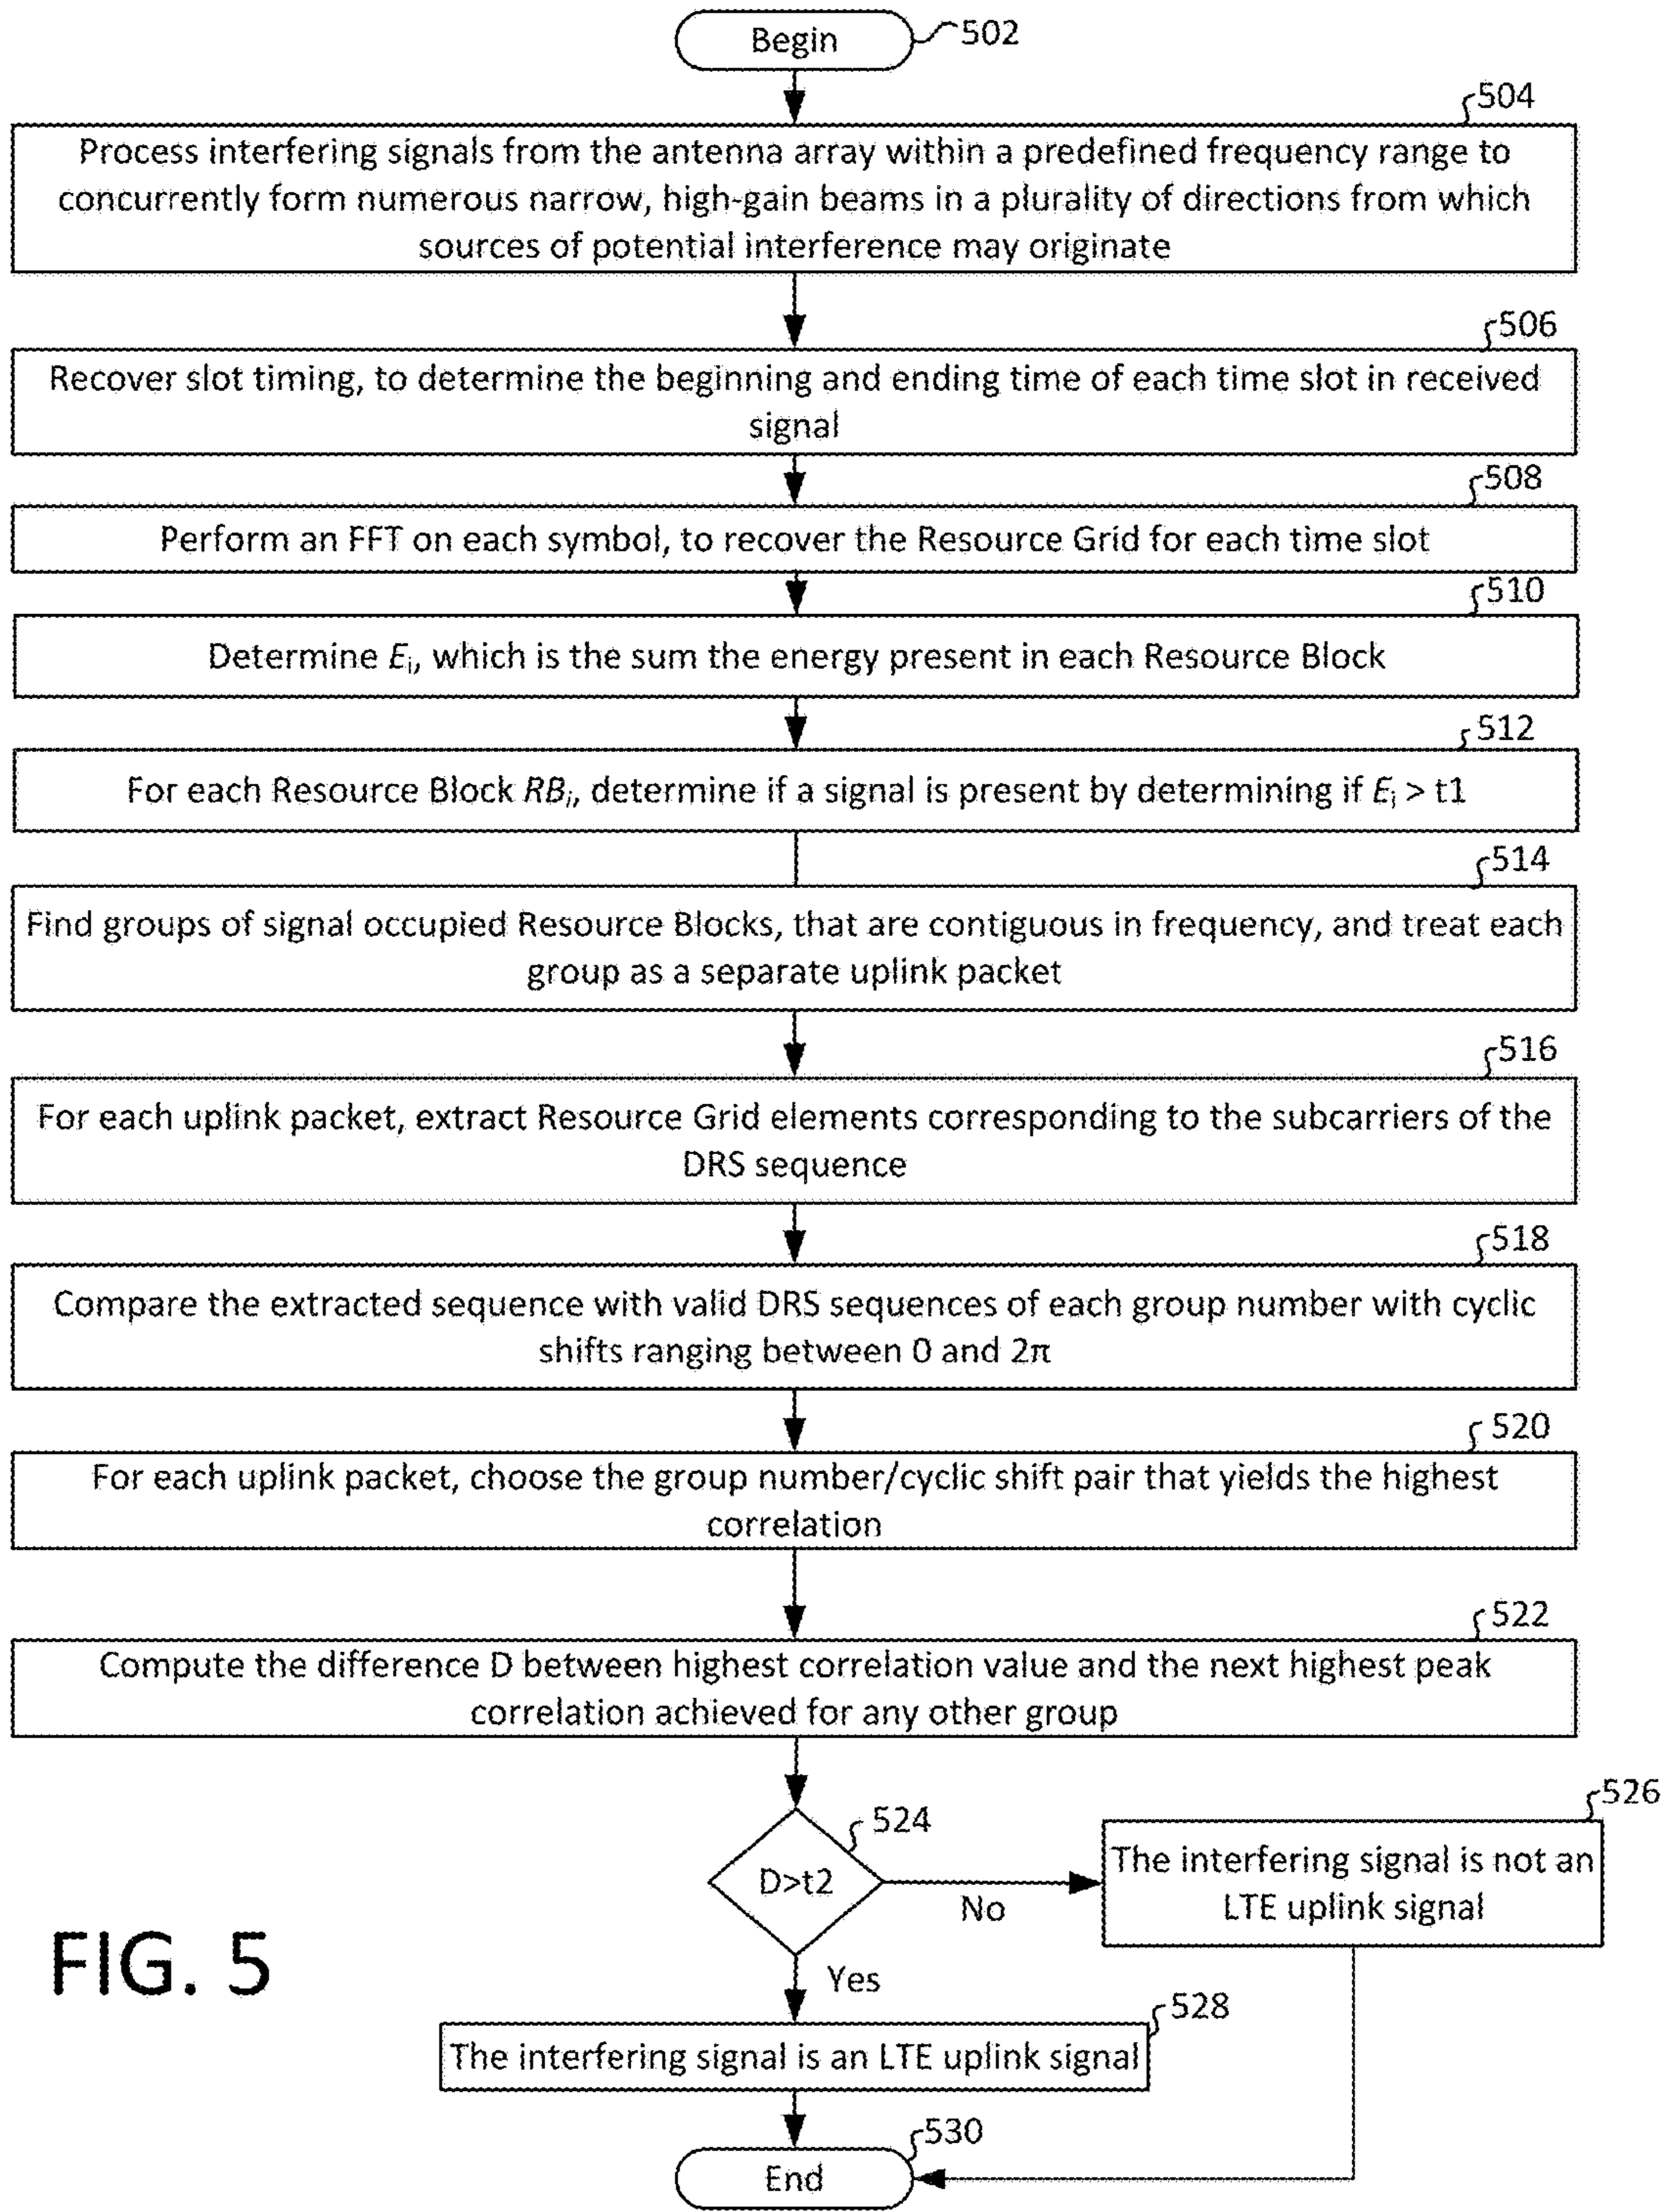 Begin
502
504
Process interfering signals from the antenna array within a predefined frequency range to
concurrently form numerous narrow, high-gain beams in a plurality of directions from which
sources of potential interference may originate
506
Recover slot timing, to determine the beginning and ending time of each time slot in received
signal
508
Perform an FFT on each symbol, to recover the Resource Grid for each time slot
510
Determine Ei, which is the sum the energy present in each Resource Block
512
For each Resource Block RBi, determine if a signal is present by determining if Ei > t1
514
Find groups of signal occupied Resource Blocks, that are contiguous in frequency, and treat each
group as a separate uplink packet
516
For each uplink packet, extract Resource Grid elements corresponding to the subcarriers of the
DRS sequence
518
Compare the extracted sequence with valid DRS sequences of each group number with cyclic
shifts ranging between 0 and 2π
520
For each uplink packet, choose the group number/cyclic shift pair that yields the highest
correlation
522
Compute the difference D between highest correlation value and the next highest peak
correlation achieved for any other group
524
D>t2
No
526
The interfering signal is not an
LTE uplink signal
Yes
528
The interfering signal is an LTE uplink signal
530
End
FIG. 5